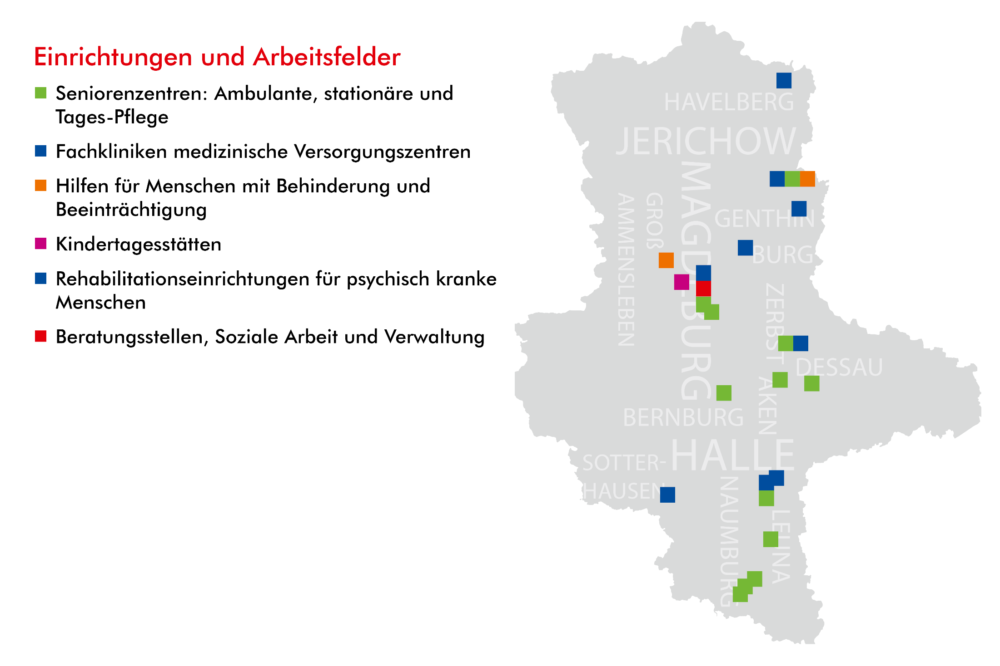 Einrichtungen und Arbeitsfelder
Seniorenzentren: Ambulante, stationäre und
Tages-Pflege
Fachkliniken medizinische Versorgungszentren
Hilfen für Menschen mit Behinderung und
Beeinträchtigung
Kindertagesstätten
Rehabilitationseinrichtungen für psychisch kranke
Menschen
Beratungsstellen, Soziale Arbeit und Verwaltung
HAVELBERG
JERICHOW
MAGDEBURG
GROß
AMMENSLEBEN
GENTHIN
BURG
ZERBST
DESSAU
AKEN
BERNBURG
HALLE
SOTTER-
HAUSEN
NAUMBURG
LEUNA